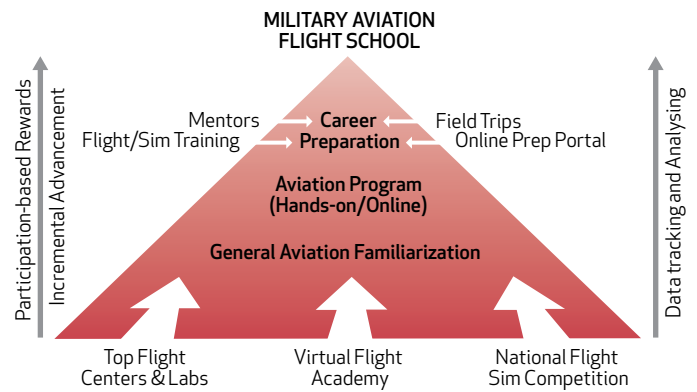 MILITARY AVIATION
FLIGHT SCHOOL
Participation-based Rewards
Incremental Advancement
Mentors
Flight/Sim Training
Career
Preparation
Field Trips
Online Prep Portal
Aviation Program
(Hands-on/Online)
General Aviation Familiarization
Data tracking and Analysing
Top Flight
Centers & Labs
Virtual Flight
Academy
National Flight
Sim Competition